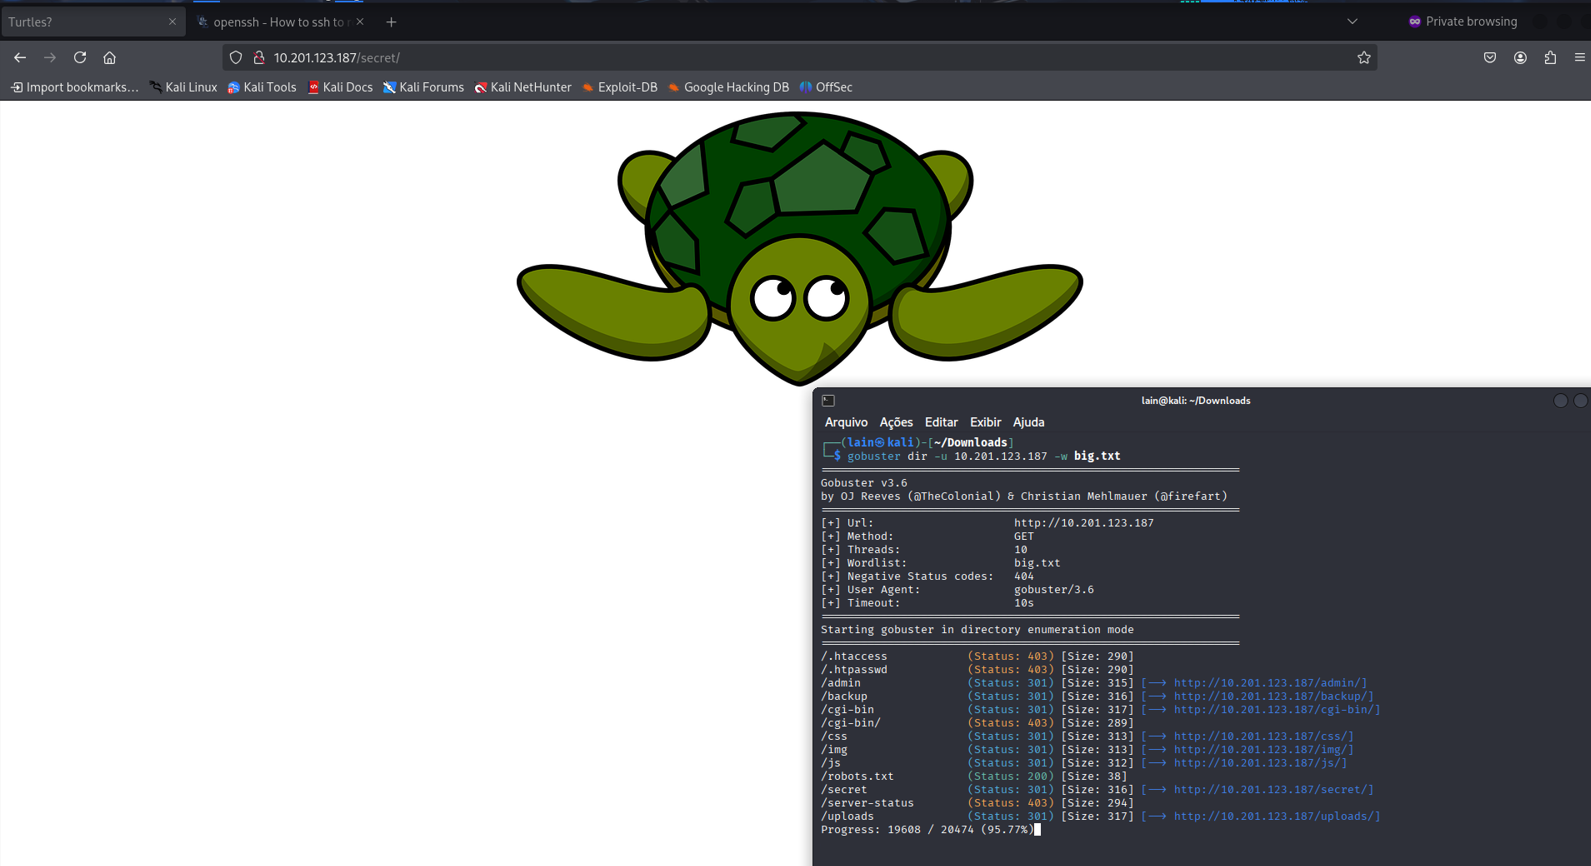 Turtles?
openssh - How to ssh to r
Private browsing
10.201.123.187/secret/
Import bookmarks…
Kali Linux
Kali Tools
Kali Docs
Kali Forums
Kali NetHunter
Exploit-DB
Google Hacking DB
OffSec
lain@kali: ~/Downloads
Arquivo Ações Editar Exibir Ajuda
┌──(lain㉿kali)-[~/Downloads]
└─$ gobuster dir -u 10.201.123.187 -w big.txt
===============================================================
Gobuster v3.6
by OJ Reeves (@TheColonial) & Christian Mehlmauer (@firefart)
===============================================================
[+] Url: http://10.201.123.187
[+] Method: GET
[+] Threads: 10
[+] Wordlist: big.txt
[+] Negative Status codes: 404
[+] User Agent: gobuster/3.6
[+] Timeout: 10s
===============================================================
Starting gobuster in directory enumeration mode
===============================================================
/.htaccess (Status: 403) [Size: 290]
/.htpasswd (Status: 403) [Size: 290]
/admin (Status: 301) [Size: 315] [--> http://10.201.123.187/admin/]
/backup (Status: 301) [Size: 316] [--> http://10.201.123.187/backup/]
/cgi-bin (Status: 301) [Size: 317] [--> http://10.201.123.187/cgi-bin/]
/cgi-bin/ (Status: 403) [Size: 289]
/css (Status: 301) [Size: 313] [--> http://10.201.123.187/css/]
/img (Status: 301) [Size: 313] [--> http://10.201.123.187/img/]
/js (Status: 301) [Size: 312] [--> http://10.201.123.187/js/]
/robots.txt (Status: 200) [Size: 38]
/secret (Status: 301) [Size: 316] [--> http://10.201.123.187/secret/]
/server-status (Status: 403) [Size: 294]
/uploads (Status: 301) [Size: 317] [--> http://10.201.123.187/uploads/]
Progress: 19608 / 20474 (95.77%)